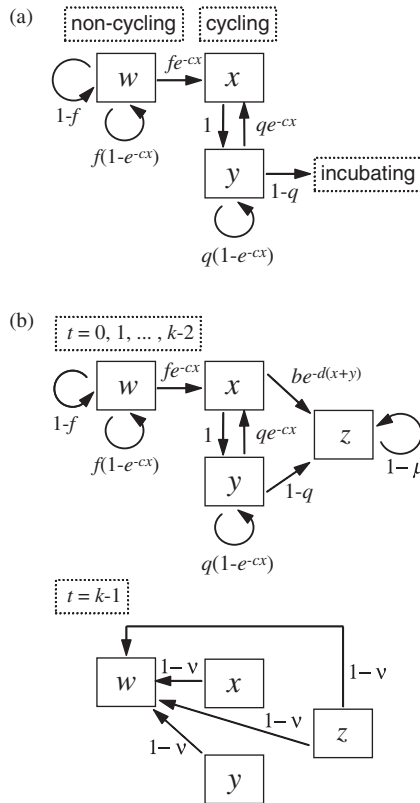 (a)
non-cycling cycling
w fe^{-cx} x
1-f
f(1-e^{-cx})
1 qe^{-cx}
y 1-q incubating
q(1-e^{-cx})
(b)
t = 0, 1, ... , k-2
w fe^{-cx} x be^{-d(x+y)}
1-f
f(1-e^{-cx})
1 qe^{-cx} z
1-μ
y 1-q
q(1-e^{-cx})
t = k-1
w 1-ν x 1-ν
1-ν z
1-ν
y